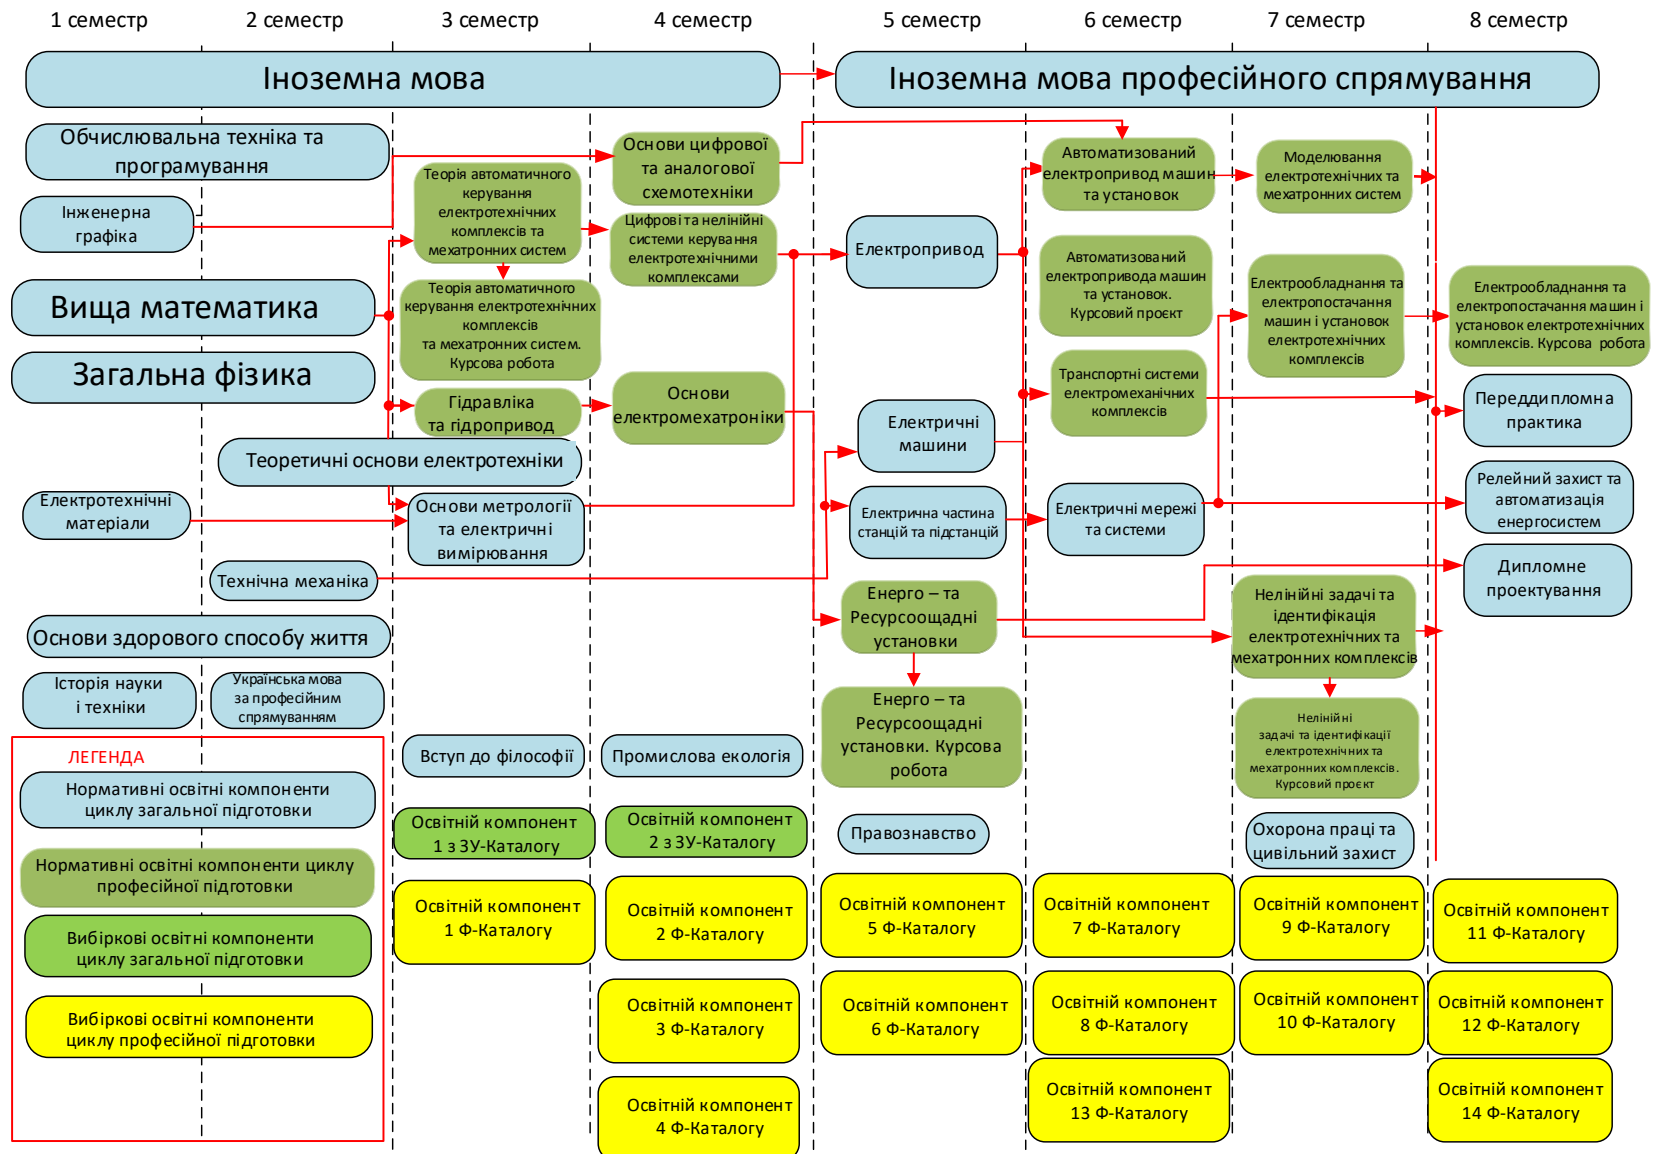 1 семестр
2 семестр
3 семестр
4 семестр
5 семестр
6 семестр
7 семестр
8 семестр
Іноземна мова
Іноземна мова професійного спрямування
Обчислювальна техніка та
програмування
Інженерна
графіка
Вища математика
Загальна фізика
Теоретичні основи електротехніки
Електротехнічні
матеріали
Технічна механіка
Основи здорового способу життя
Історія науки
і техніки
Українська мова
за професійним
спрямуванням
Теорія автоматичного
керування
електротехнічних
комплексів та
мехатронних систем
Теорія автоматичного
керування електротехнічних
комплексів
та мехатронних систем.
Курсова робота
Гідравліка
та гідропривод
Основи метрології
та електричні
вимірювання
Вступ до філософії
Освітній компонент
1 з ЗУ-Каталогу
Освітній компонент
1 Ф-Каталогу
Основи цифрової
та аналогової
схемотехніки
Цифрові та нелінійні
системи керування
електротехнічними
комплексами
Основи
електромехатроніки
Промислова екологія
Освітній компонент
2 з ЗУ-Каталогу
Освітній компонент
2 Ф-Каталогу
Освітній компонент
3 Ф-Каталогу
Освітній компонент
4 Ф-Каталогу
Електропривод
Електричні
машини
Електрична частина
станцій та підстанцій
Енерго – та
Ресурсоощадні
установки
Енерго – та
Ресурсоощадні
установки. Курсова
робота
Правознавство
Освітній компонент
5 Ф-Каталогу
Освітній компонент
6 Ф-Каталогу
Автоматизований
електропривод машин
та установок
Автоматизований
електропривода машин
та установок.
Курсовий проєкт
Транспортні системи
електромеханічних
комплексів
Електричні мережі
та системи
Освітній компонент
7 Ф-Каталогу
Освітній компонент
8 Ф-Каталогу
Освітній компонент
13 Ф-Каталогу
Моделювання
електротехнічних та
мехатронних систем
Електрообладнання та
електропостачання
машин і установок
електротехнічних
комплексів
Нелінійні задачі та
ідентифікація
електротехнічних та
мехатронних комплексів
Нелінійні
задачі та ідентифікації
електротехнічних та
мехатронних комплексів.
Курсовий проєкт
Охорона праці та
цивільний захист
Освітній компонент
9 Ф-Каталогу
Освітній компонент
10 Ф-Каталогу
Електрообладнання та
електропостачання машин і
установок електротехнічних
комплексів. Курсова робота
Переддипломна
практика
Релейний захист та
автоматизація
енергосистем
Дипломне
проектування
Освітній компонент
11 Ф-Каталогу
Освітній компонент
12 Ф-Каталогу
Освітній компонент
14 Ф-Каталогу
ЛЕГЕНДА
Нормативні освітні компоненти
циклу загальної підготовки
Нормативні освітні компоненти циклу
професійної підготовки
Вибіркові освітні компоненти
циклу загальної підготовки
Вибіркові освітні компоненти
циклу професійної підготовки